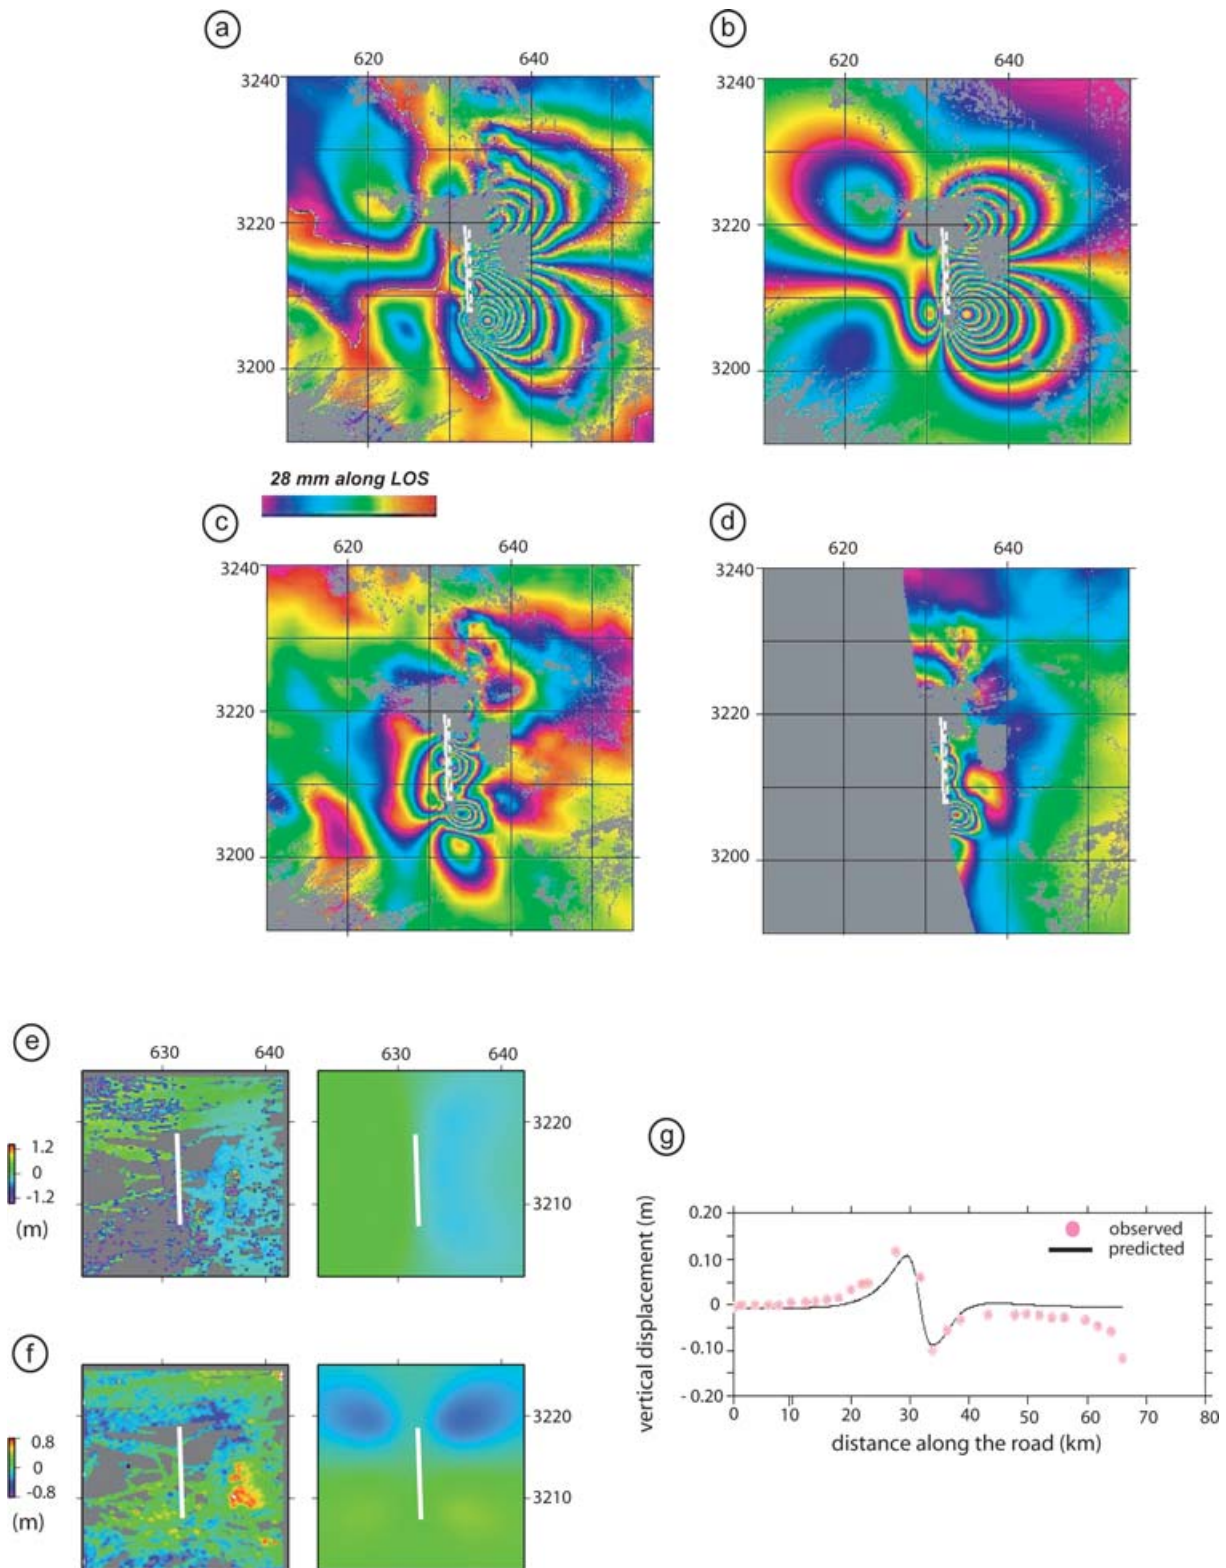 a
b
620 640
620 640
3240
3240
3220
3220
3200
3200
28 mm along LOS
c
d
620 640
620 640
3240
3240
3220
3220
3200
3200
e
630 640
630 640
3220
1.2
0
-1.2
(m)
3210
g
0.20
0.10
0
- 0.10
- 0.20
vertical displacement (m)
observed
predicted
0 10 20 30 40 50 60 70 80
distance along the road (km)
f
3220
0.8
0
-0.8
(m)
3210